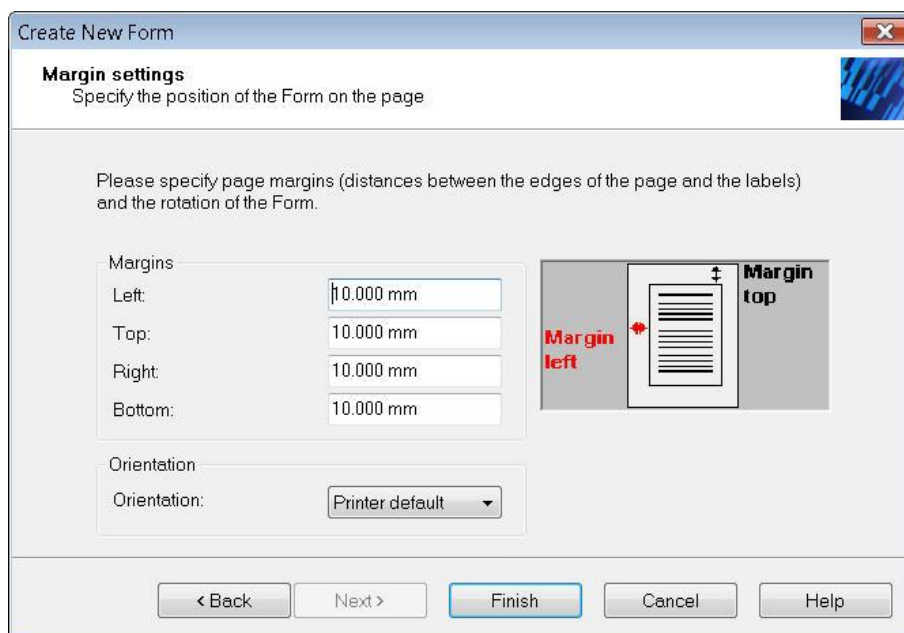 Create New Form
Margin settings
Specify the position of the Form on the page
Please specify page margins (distances between the edges of the page and the labels)
and the rotation of the Form.
Margins
Left: 10.000 mm
Top: 10.000 mm
Right: 10.000 mm
Bottom: 10.000 mm
Margin
top
Margin
left
Orientation
Orientation: Printer default
< Back Next > Finish Cancel Help